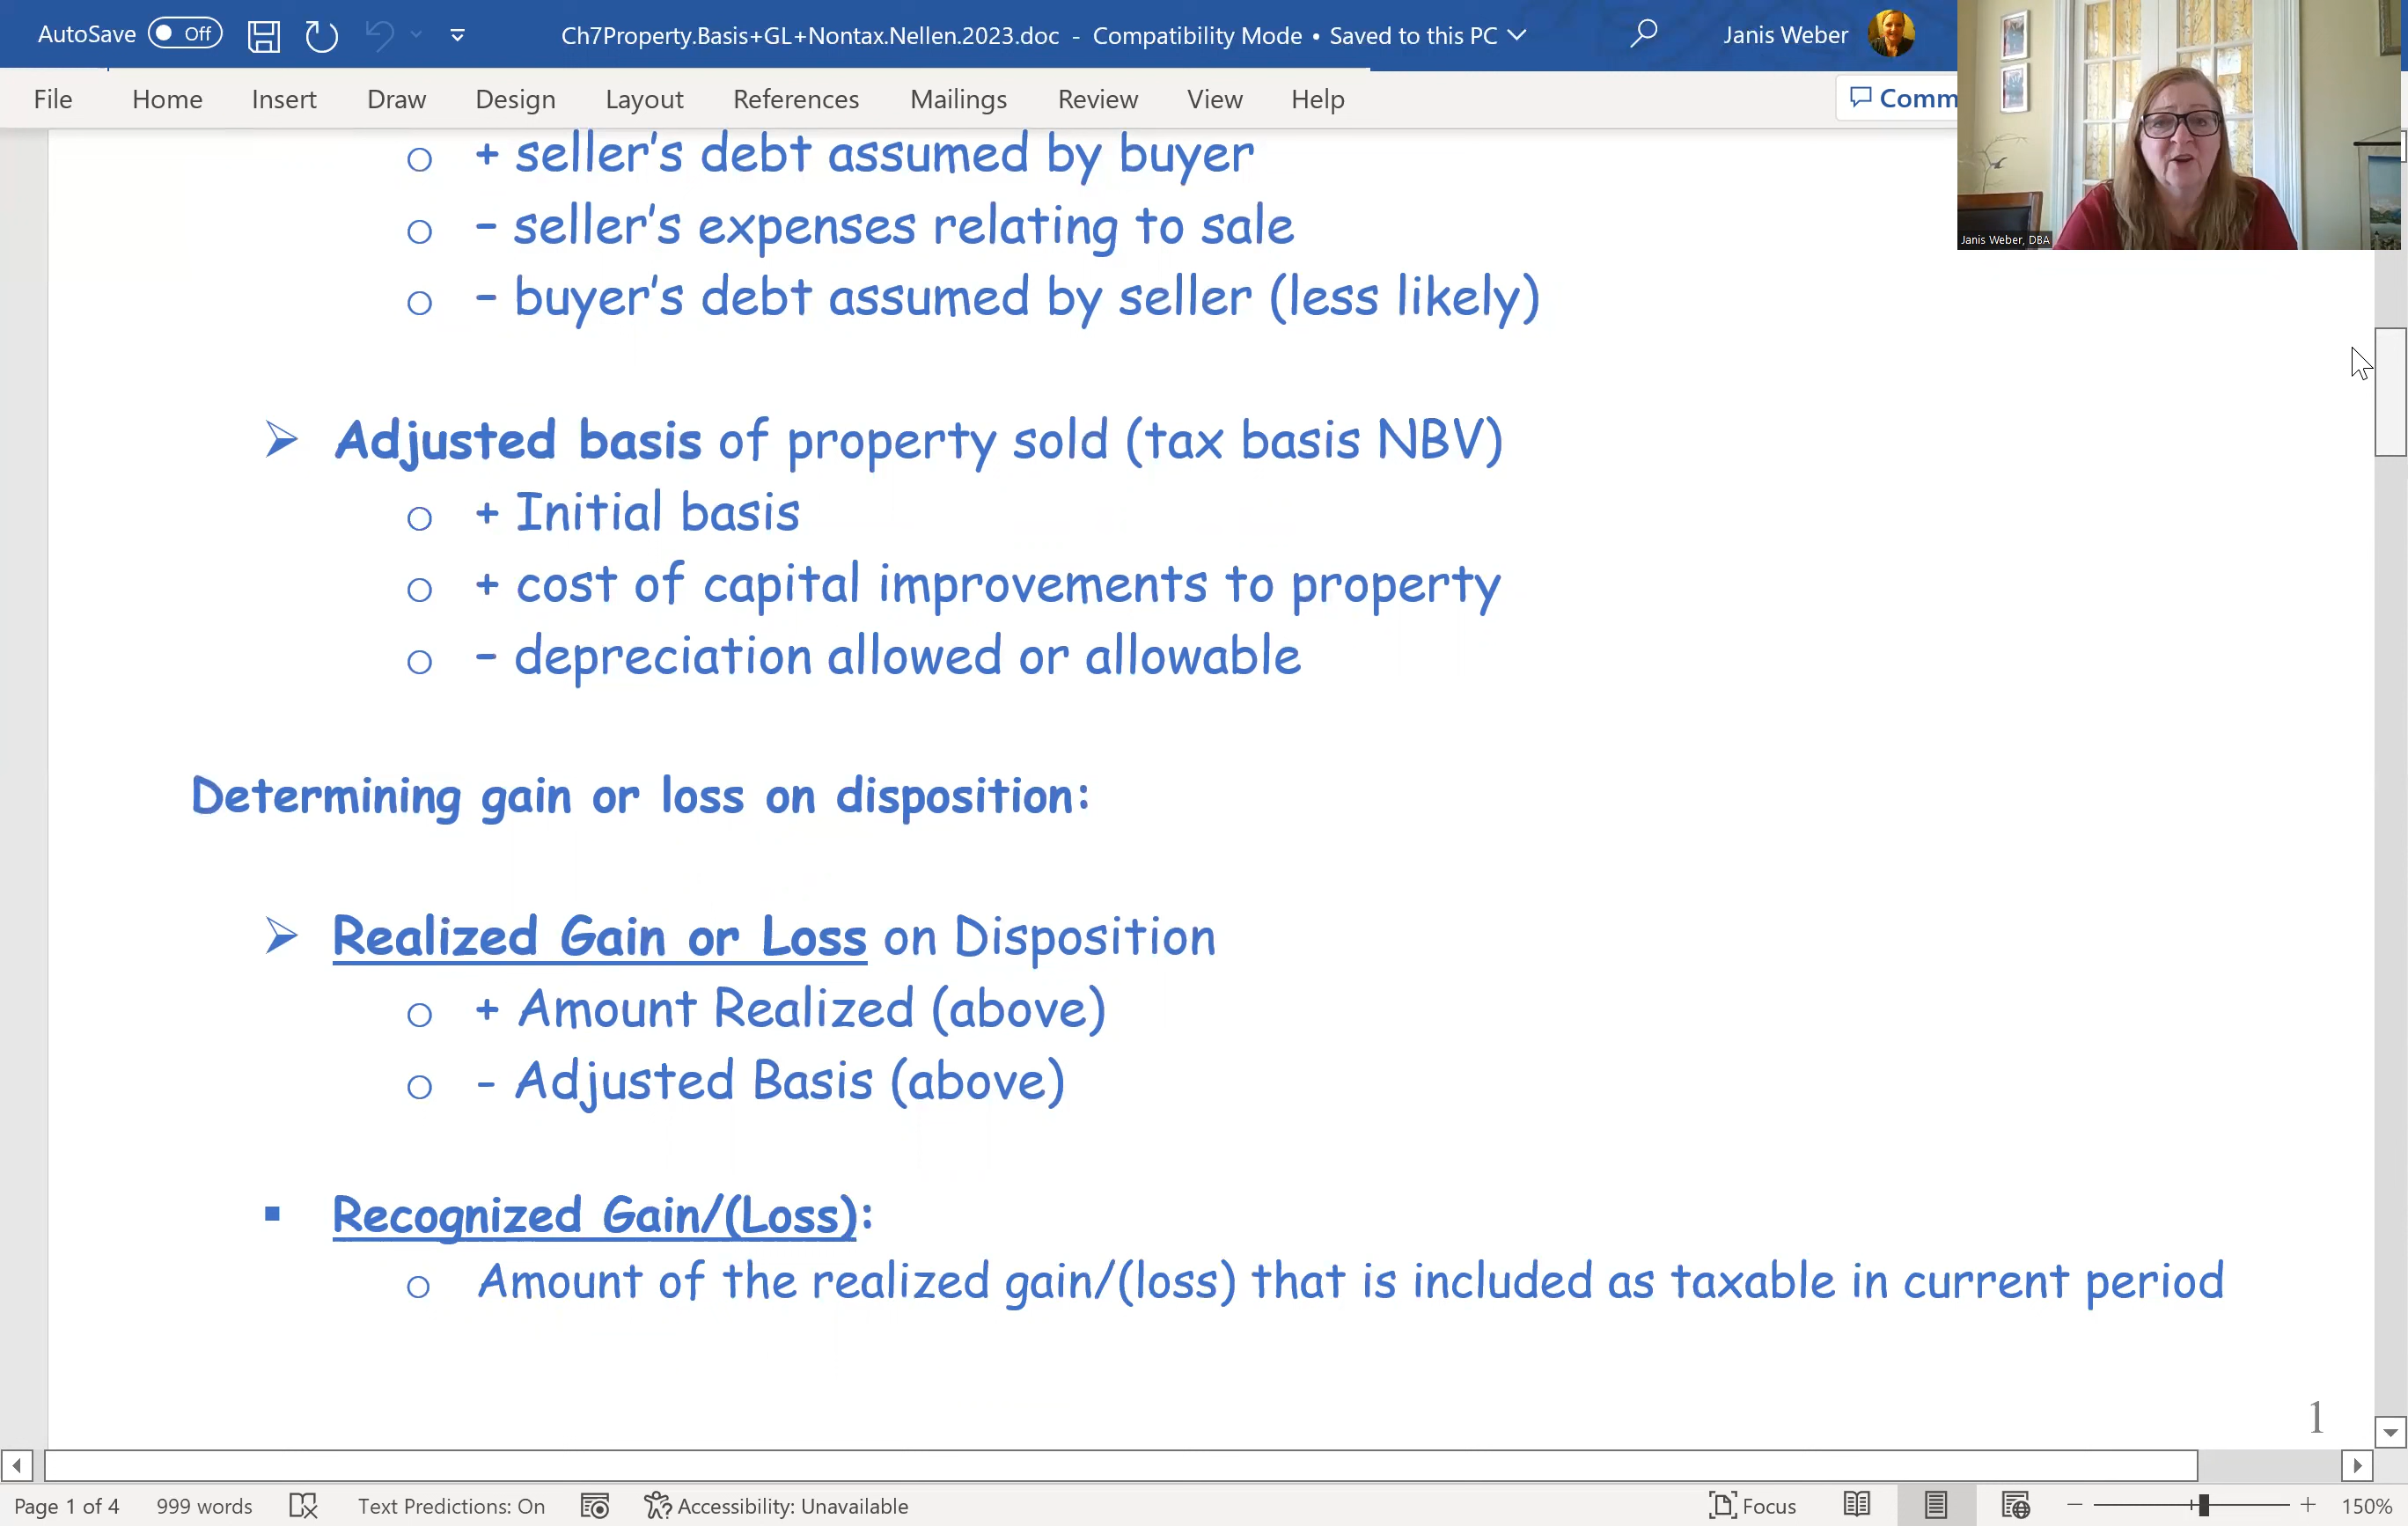 AutoSave Off Ch7Property.Basis+GL+Nontax.Nellen.2023.doc - Compatibility Mode • Saved to this PC Janis Weber
File Home Insert Draw Design Layout References Mailings Review View Help Comm
Janis Weber, DBA
o + seller's debt assumed by buyer
o – seller's expenses relating to sale
o – buyer's debt assumed by seller (less likely)
➢ Adjusted basis of property sold (tax basis NBV)
o + Initial basis
o + cost of capital improvements to property
o – depreciation allowed or allowable
Determining gain or loss on disposition:
➢ Realized Gain or Loss on Disposition
o + Amount Realized (above)
o - Adjusted Basis (above)
▪ Recognized Gain/(Loss):
o Amount of the realized gain/(loss) that is included as taxable in current period
1
Page 1 of 4 999 words Text Predictions: On Accessibility: Unavailable Focus 150%